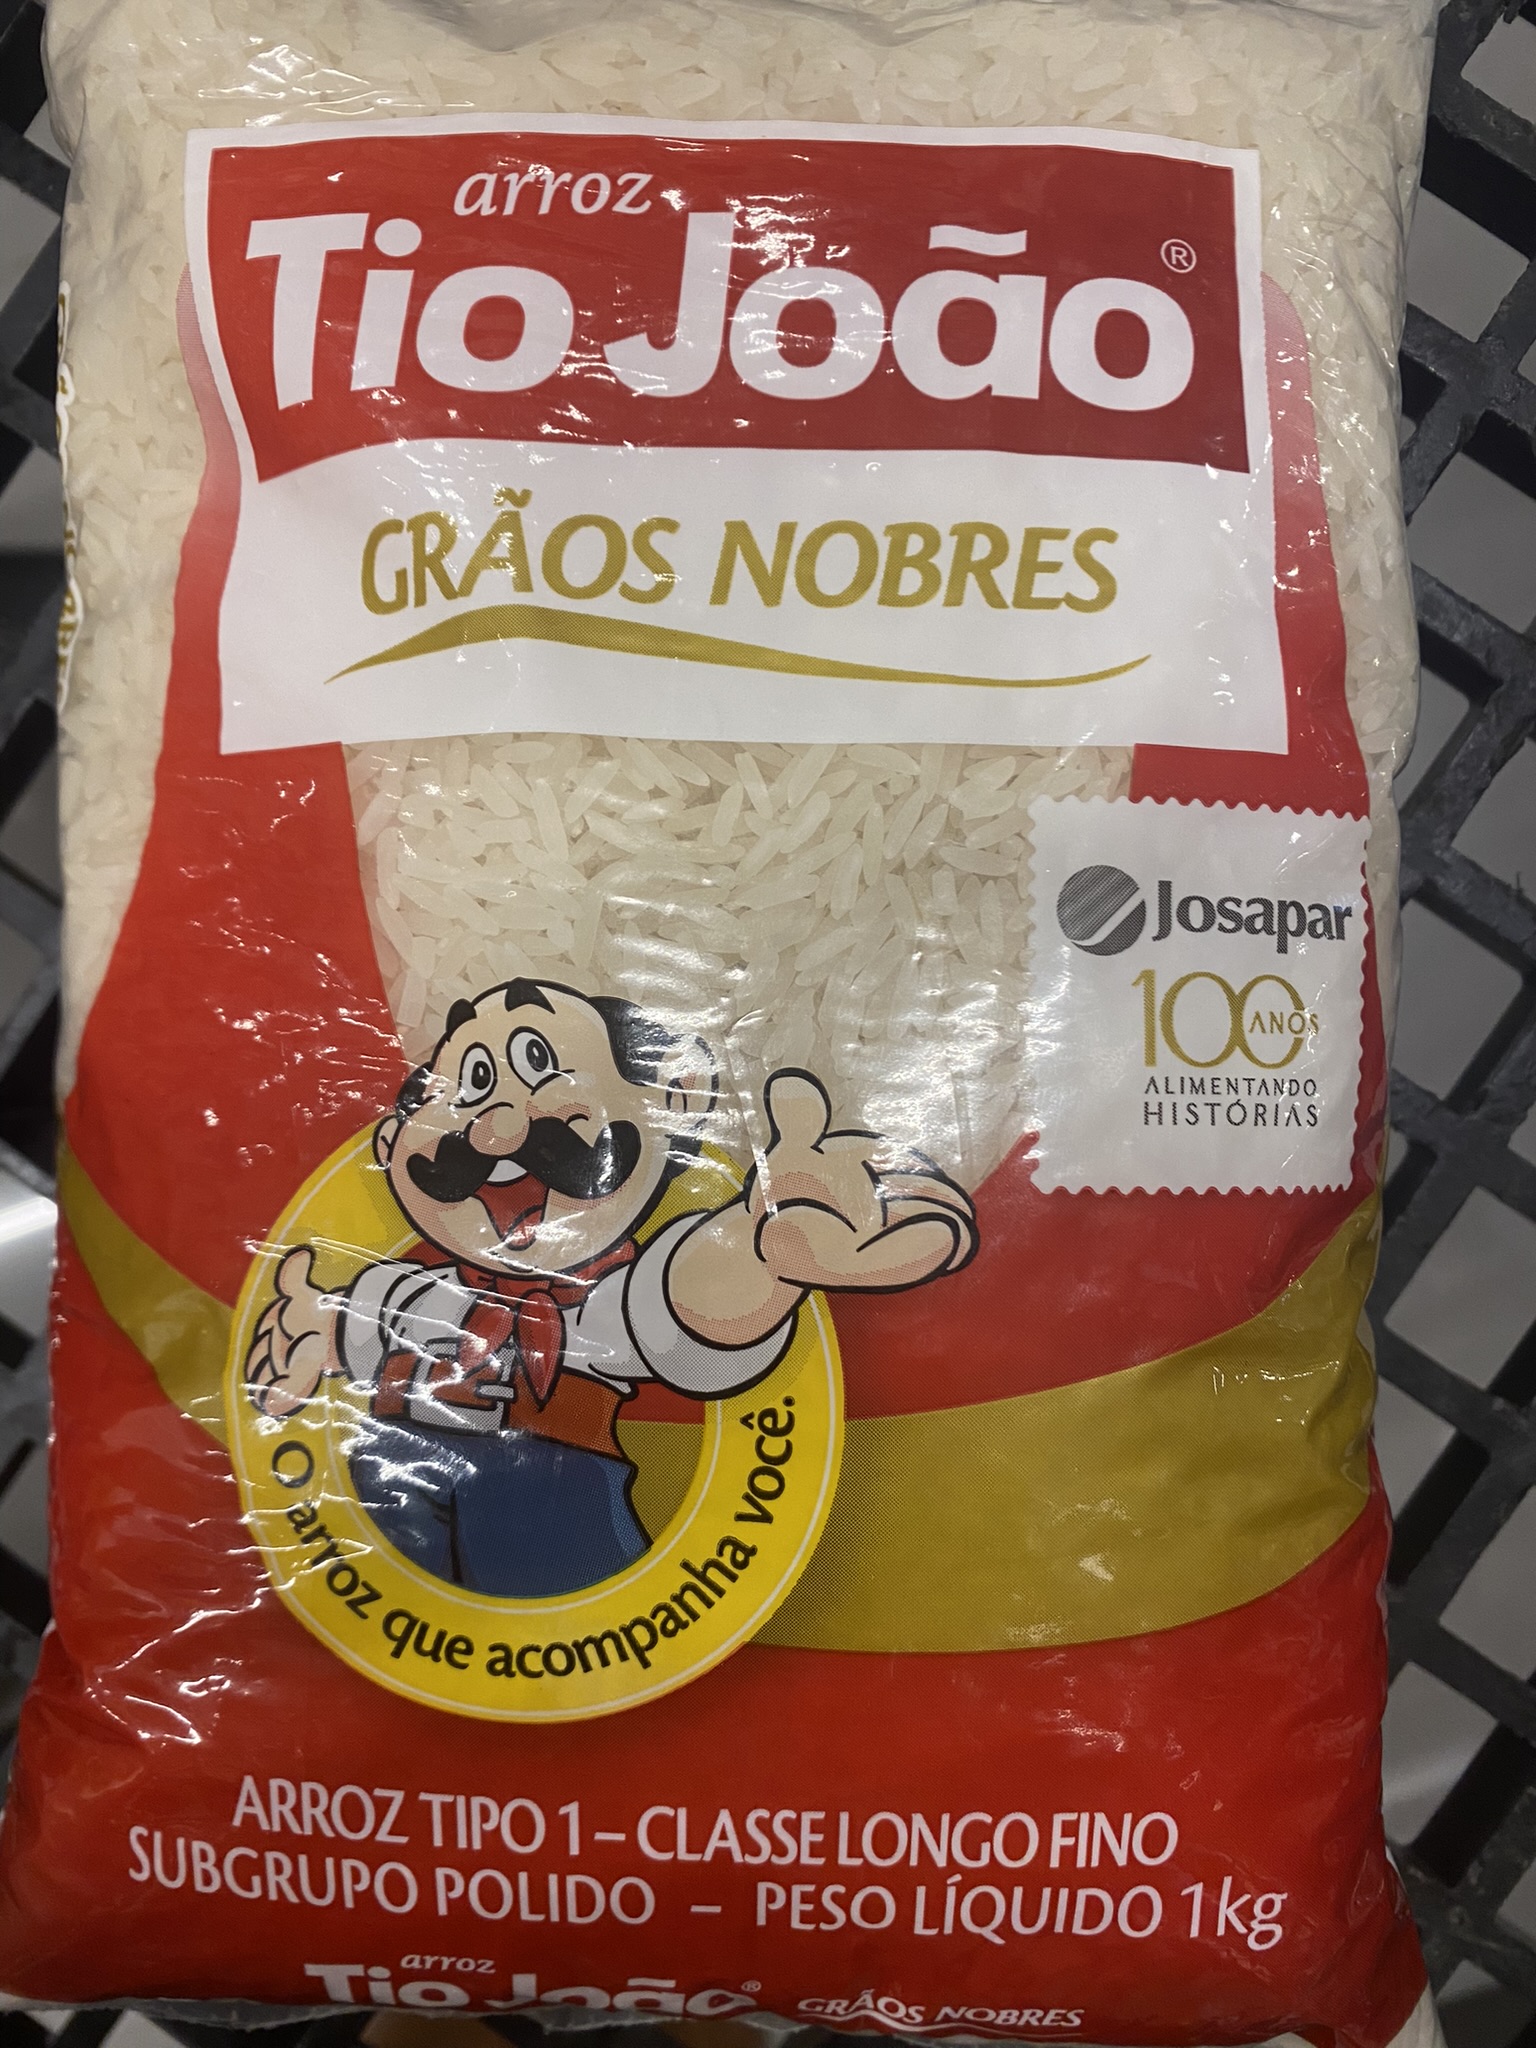 arroz
Tio João®
GRÃOS NOBRES
Josapar
100 ANOS
ALIMENTANDO
HISTÓRIAS
O arroz que acompanha você.
ARROZ TIPO 1 – CLASSE LONGO FINO
SUBGRUPO POLIDO – PESO LÍQUIDO 1kg
arroz
Tio João® GRÃOS NOBRES